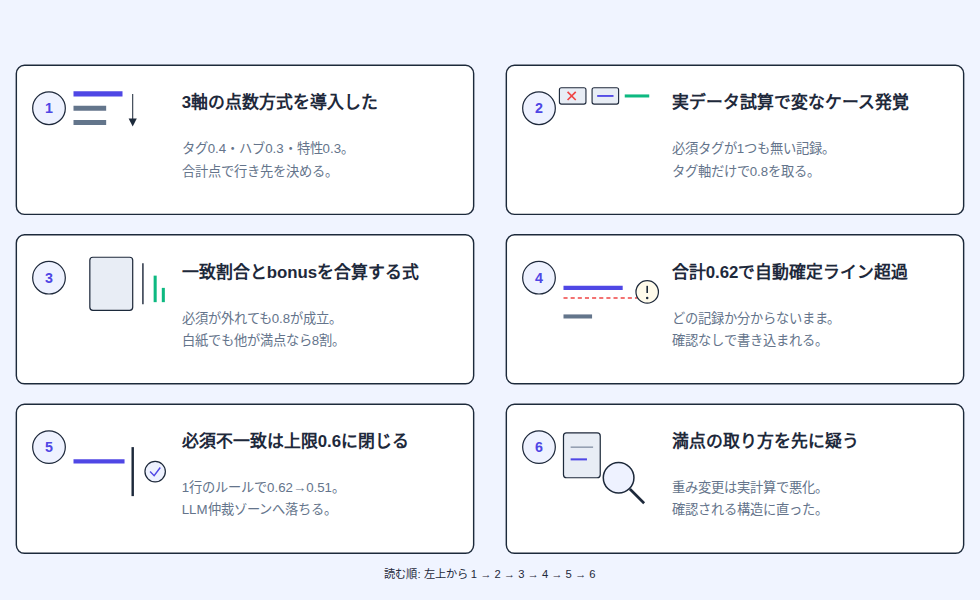 1
3軸の点数方式を導入した
タグ0.4・ハブ0.3・特性0.3。
合計点で行き先を決める。
2
実データ試算で変なケース発覚
必須タグが1つも無い記録。
タグ軸だけで0.8を取る。
3
一致割合とbonusを合算する式
必須が外れても0.8が成立。
白紙でも他が満点なら8割。
4
合計0.62で自動確定ライン超過
どの記録か分からないまま。
確認なしで書き込まれる。
5
必須不一致は上限0.6に閉じる
1行のルールで0.62→0.51。
LLM仲裁ゾーンへ落ちる。
6
満点の取り方を先に疑う
重み変更は実計算で悪化。
確認される構造に直った。
読む順: 左上から 1 → 2 → 3 → 4 → 5 → 6